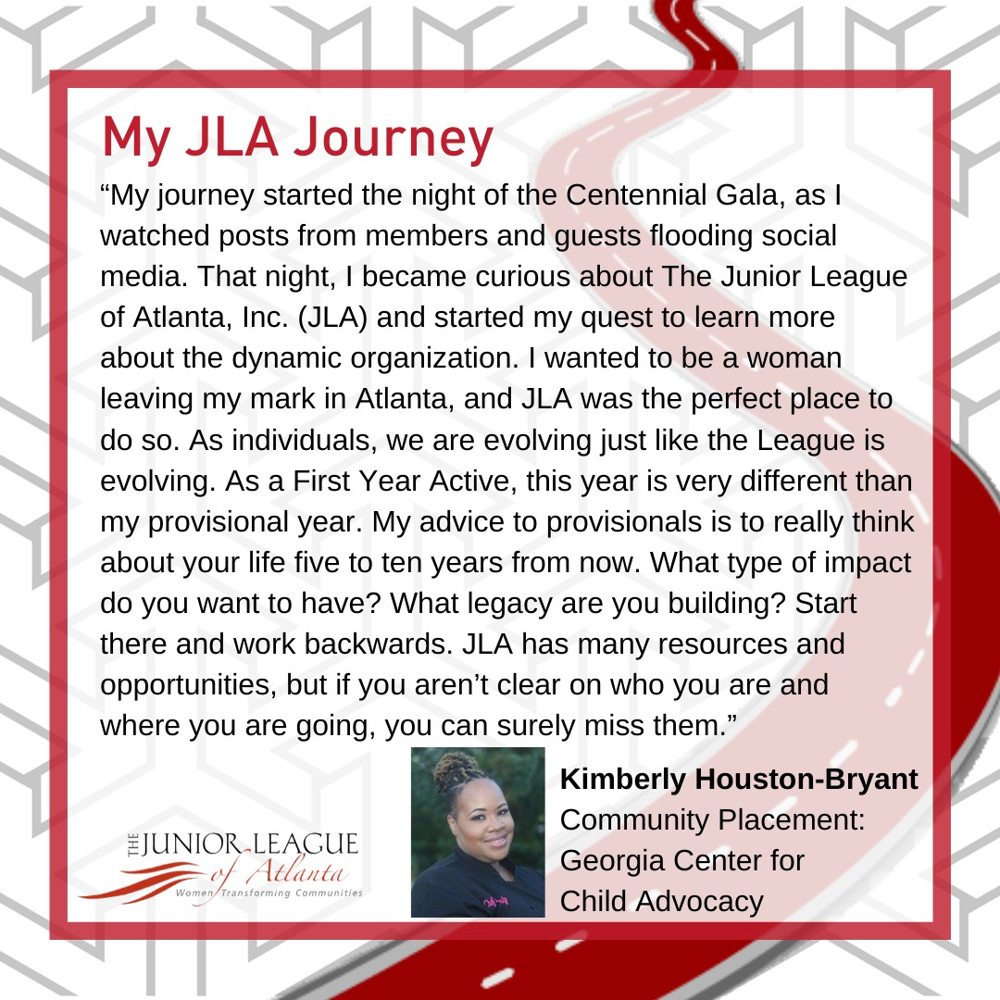 My JLA Journey
“My journey started the night of the Centennial Gala, as I
watched posts from members and guests flooding social
media. That night, I became curious about The Junior League
of Atlanta, Inc. (JLA) and started my quest to learn more
about the dynamic organization. I wanted to be a woman
leaving my mark in Atlanta, and JLA was the perfect place to
do so. As individuals, we are evolving just like the League is
evolving. As a First Year Active, this year is very different than
my provisional year. My advice to provisionals is to really think
about your life five to ten years from now. What type of impact
do you want to have? What legacy are you building? Start
there and work backwards. JLA has many resources and
opportunities, but if you aren’t clear on who you are and
where you are going, you can surely miss them.”
Kimberly Houston-Bryant
Community Placement:
Georgia Center for
Child Advocacy
THE JUNIOR LEAGUE
of Atlanta
Women Transforming Communities